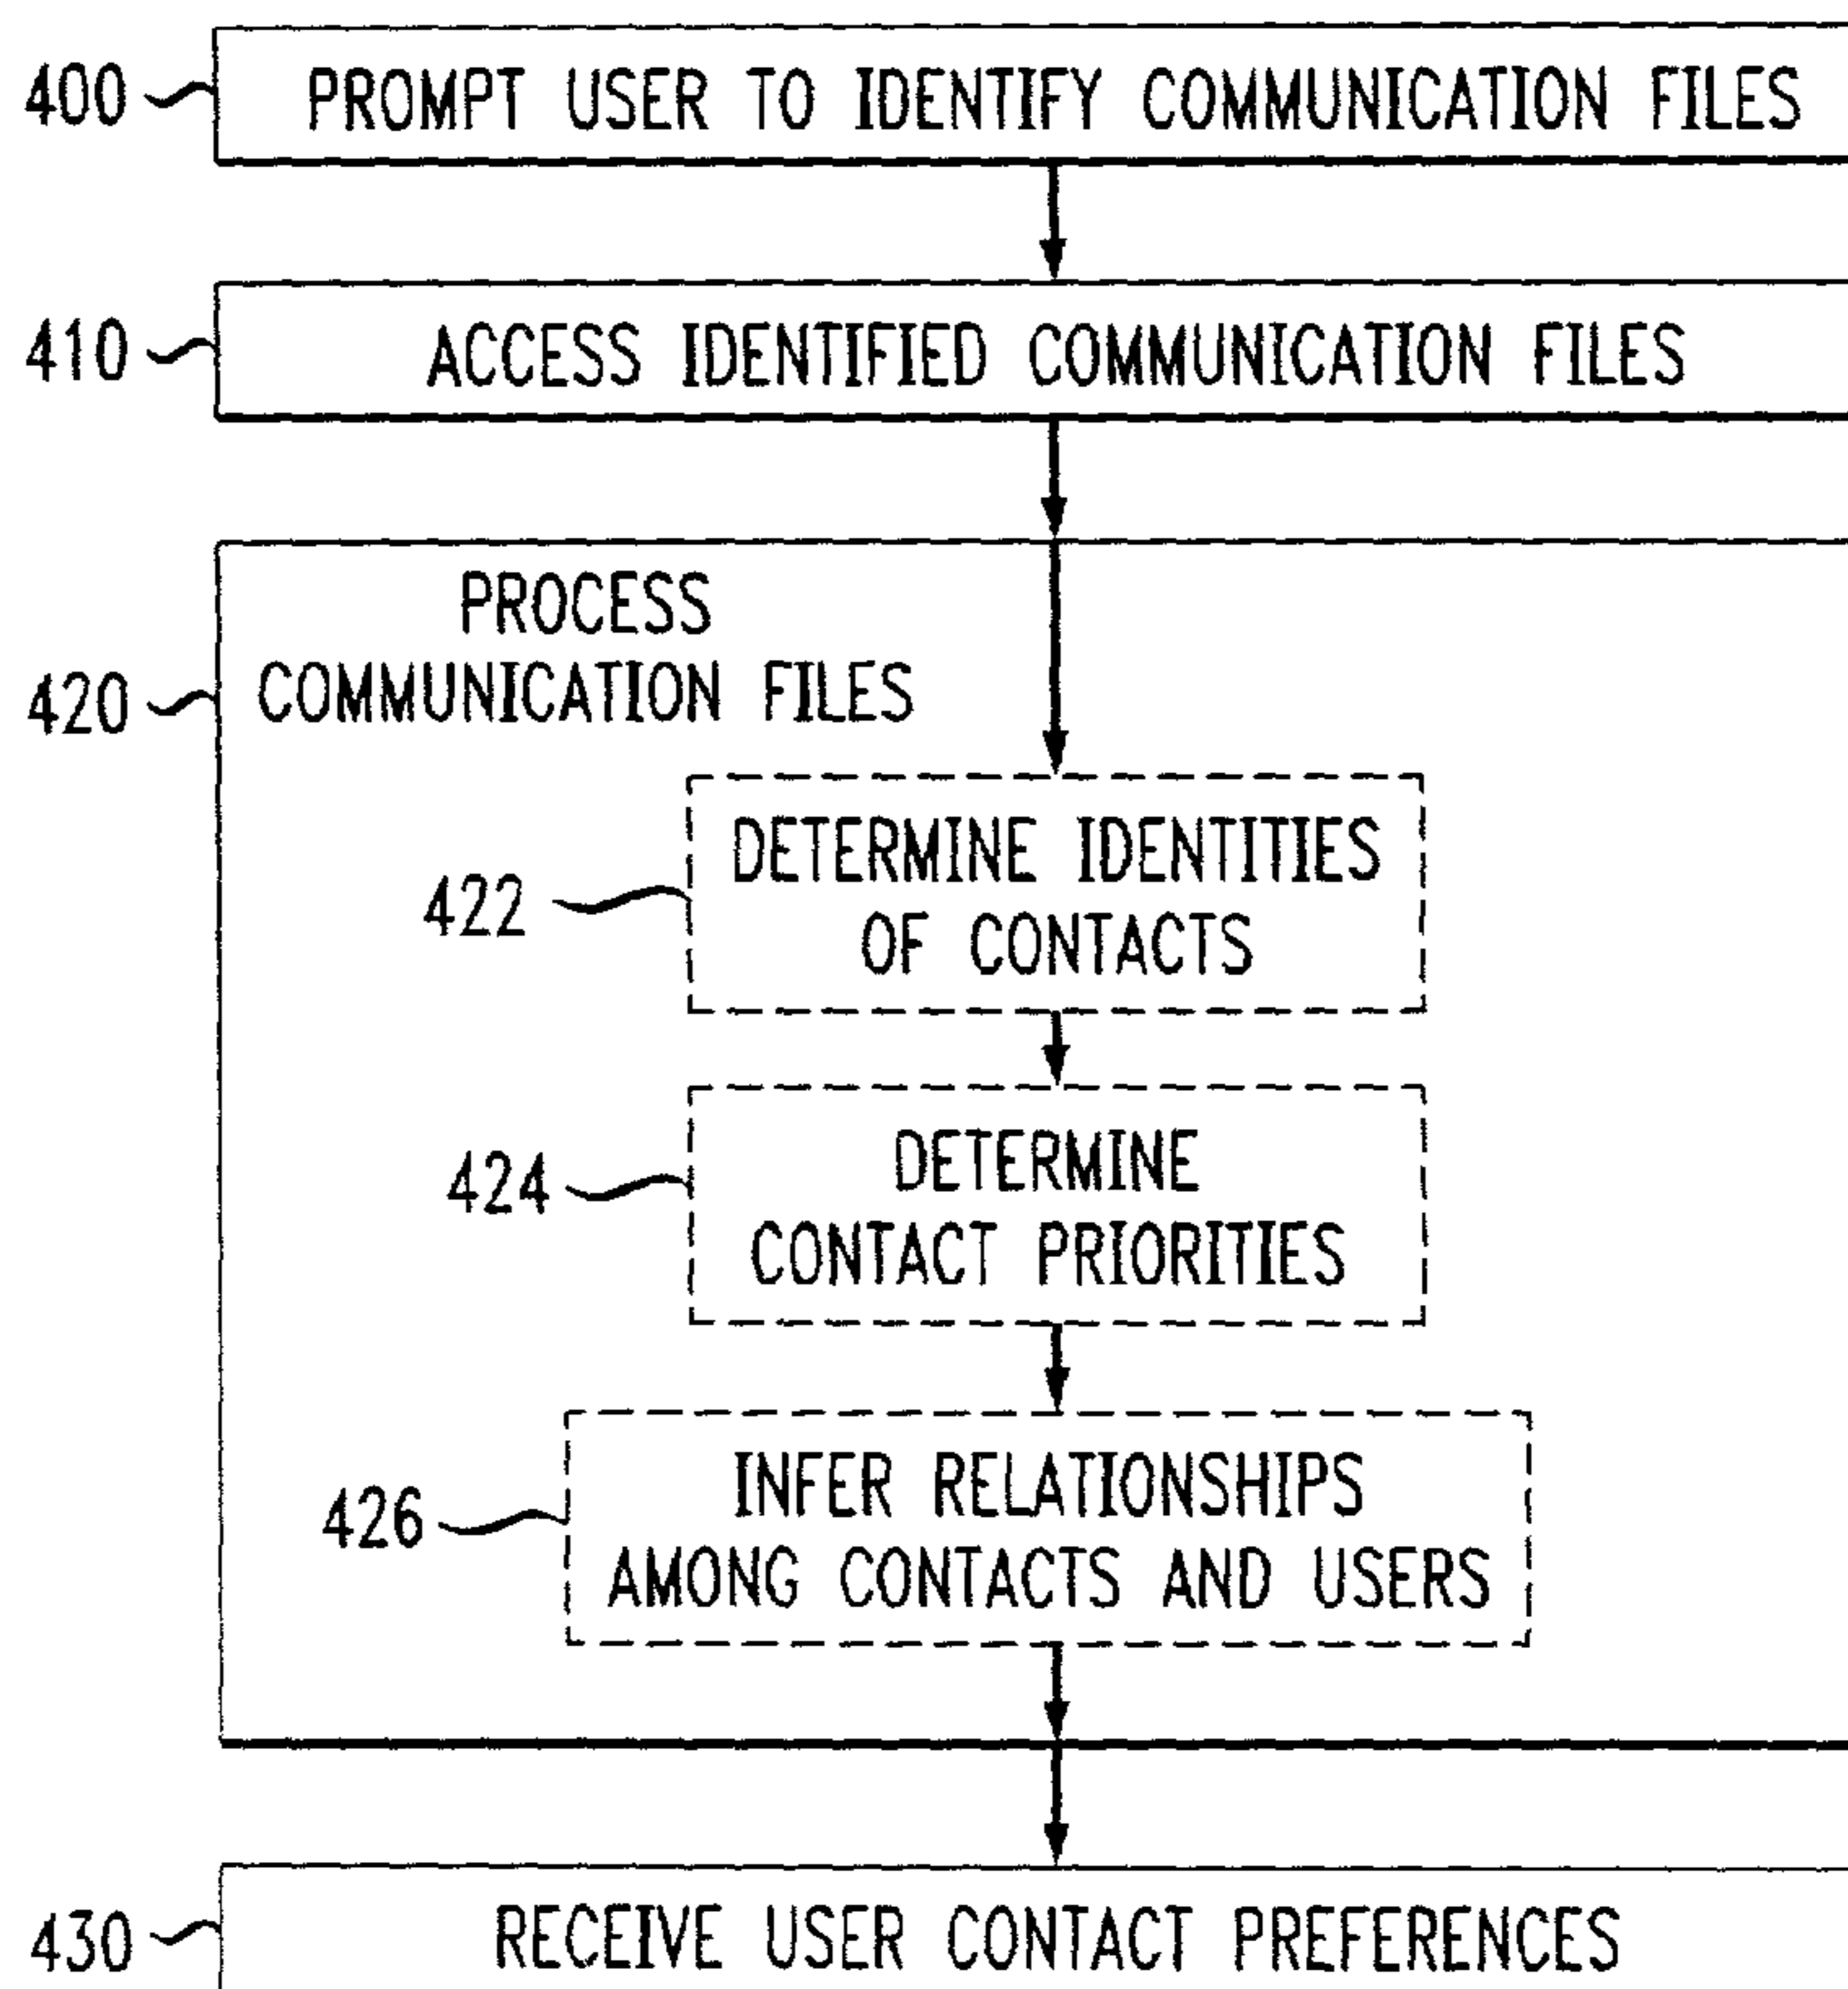 400 PROMPT USER TO IDENTIFY COMMUNICATION FILES
410 ACCESS IDENTIFIED COMMUNICATION FILES
PROCESS
420 COMMUNICATION FILES
DETERMINE IDENTITIES
422
OF CONTACTS
DETERMINE
424
CONTACT PRIORITIES
INFER RELATIONSHIPS
426
AMONG CONTACTS AND USERS
430 RECEIVE USER CONTACT PREFERENCES